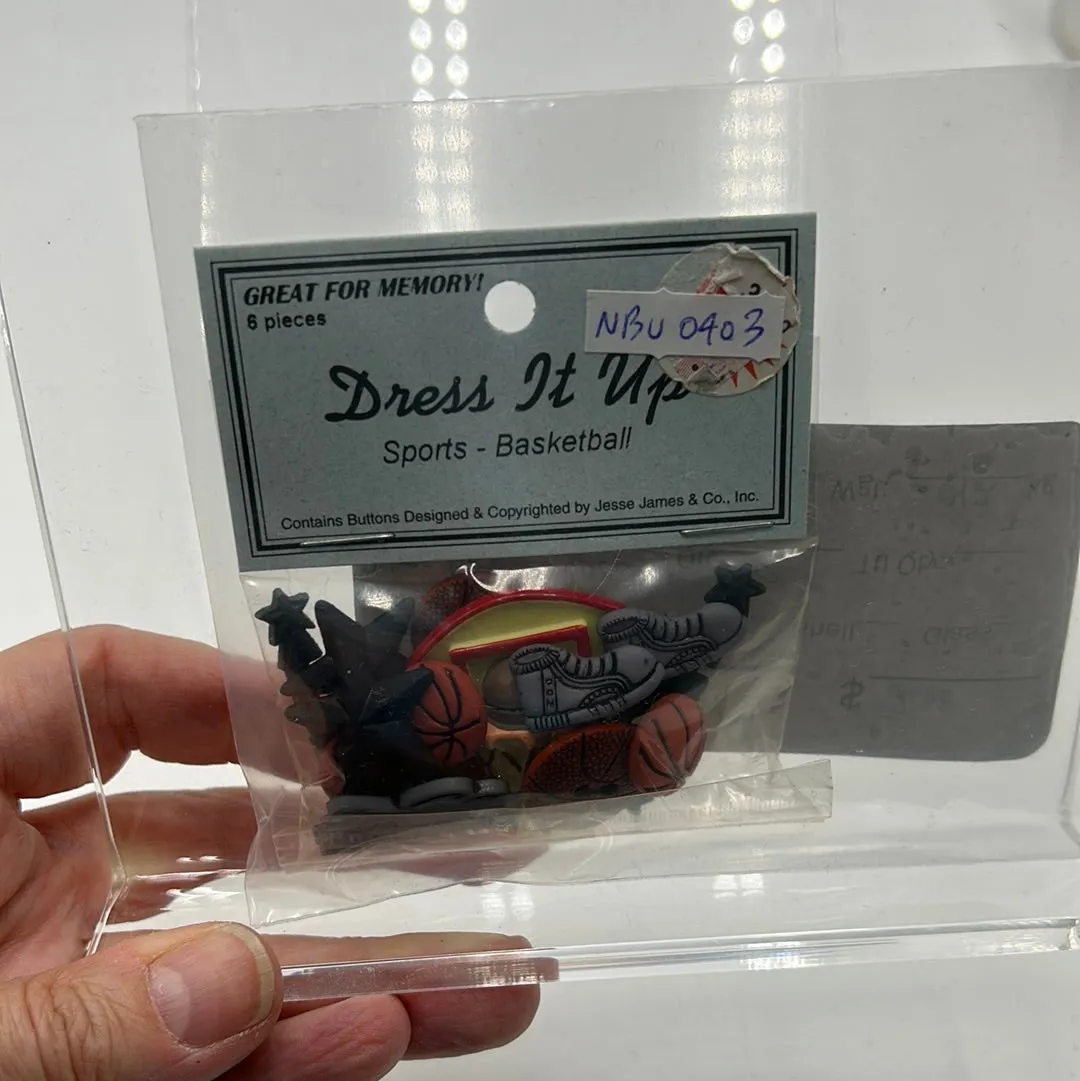 GREAT FOR MEMORY!
6 pieces
NBU 0403
Dress It Up
Sports - Basketball
Contains Buttons Designed & Copyrighted by Jesse James & Co., Inc.
Glass
$